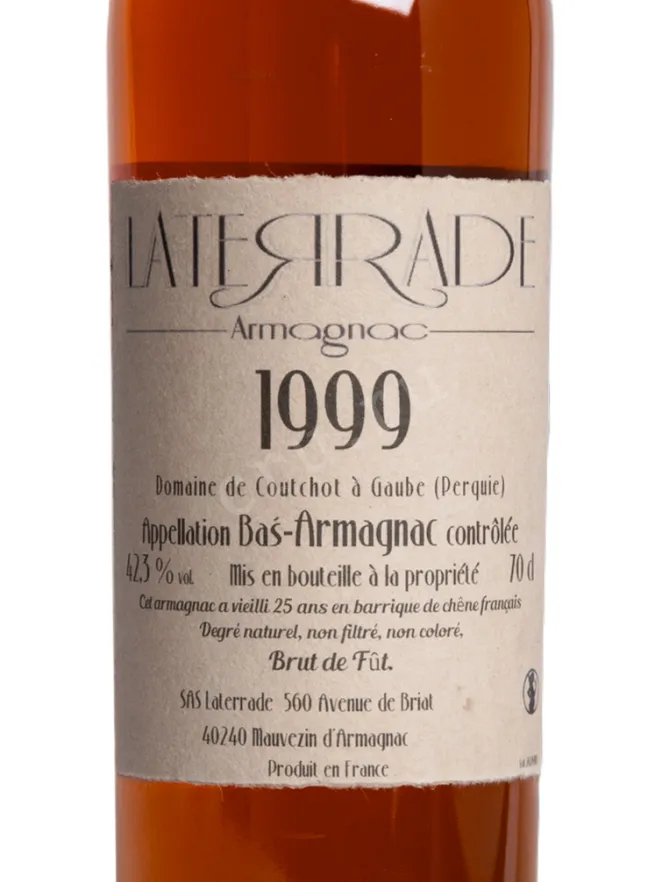 LATERRADE
Armagnac
1999
Domaine de Coutchot à Gaube (Perquie)
Appellation Bas-Armagnac contrôlée
42,3 % vol. Mis en bouteille à la propriété 70 cl
Cet armagnac a vieilli 25 ans en barrique de chêne français
Degré naturel, non filtré, non coloré.
Brut de Fût.
SAS Laterrade 560 Avenue de Briat
40240 Mauvezin d'Armagnac
Produit en France